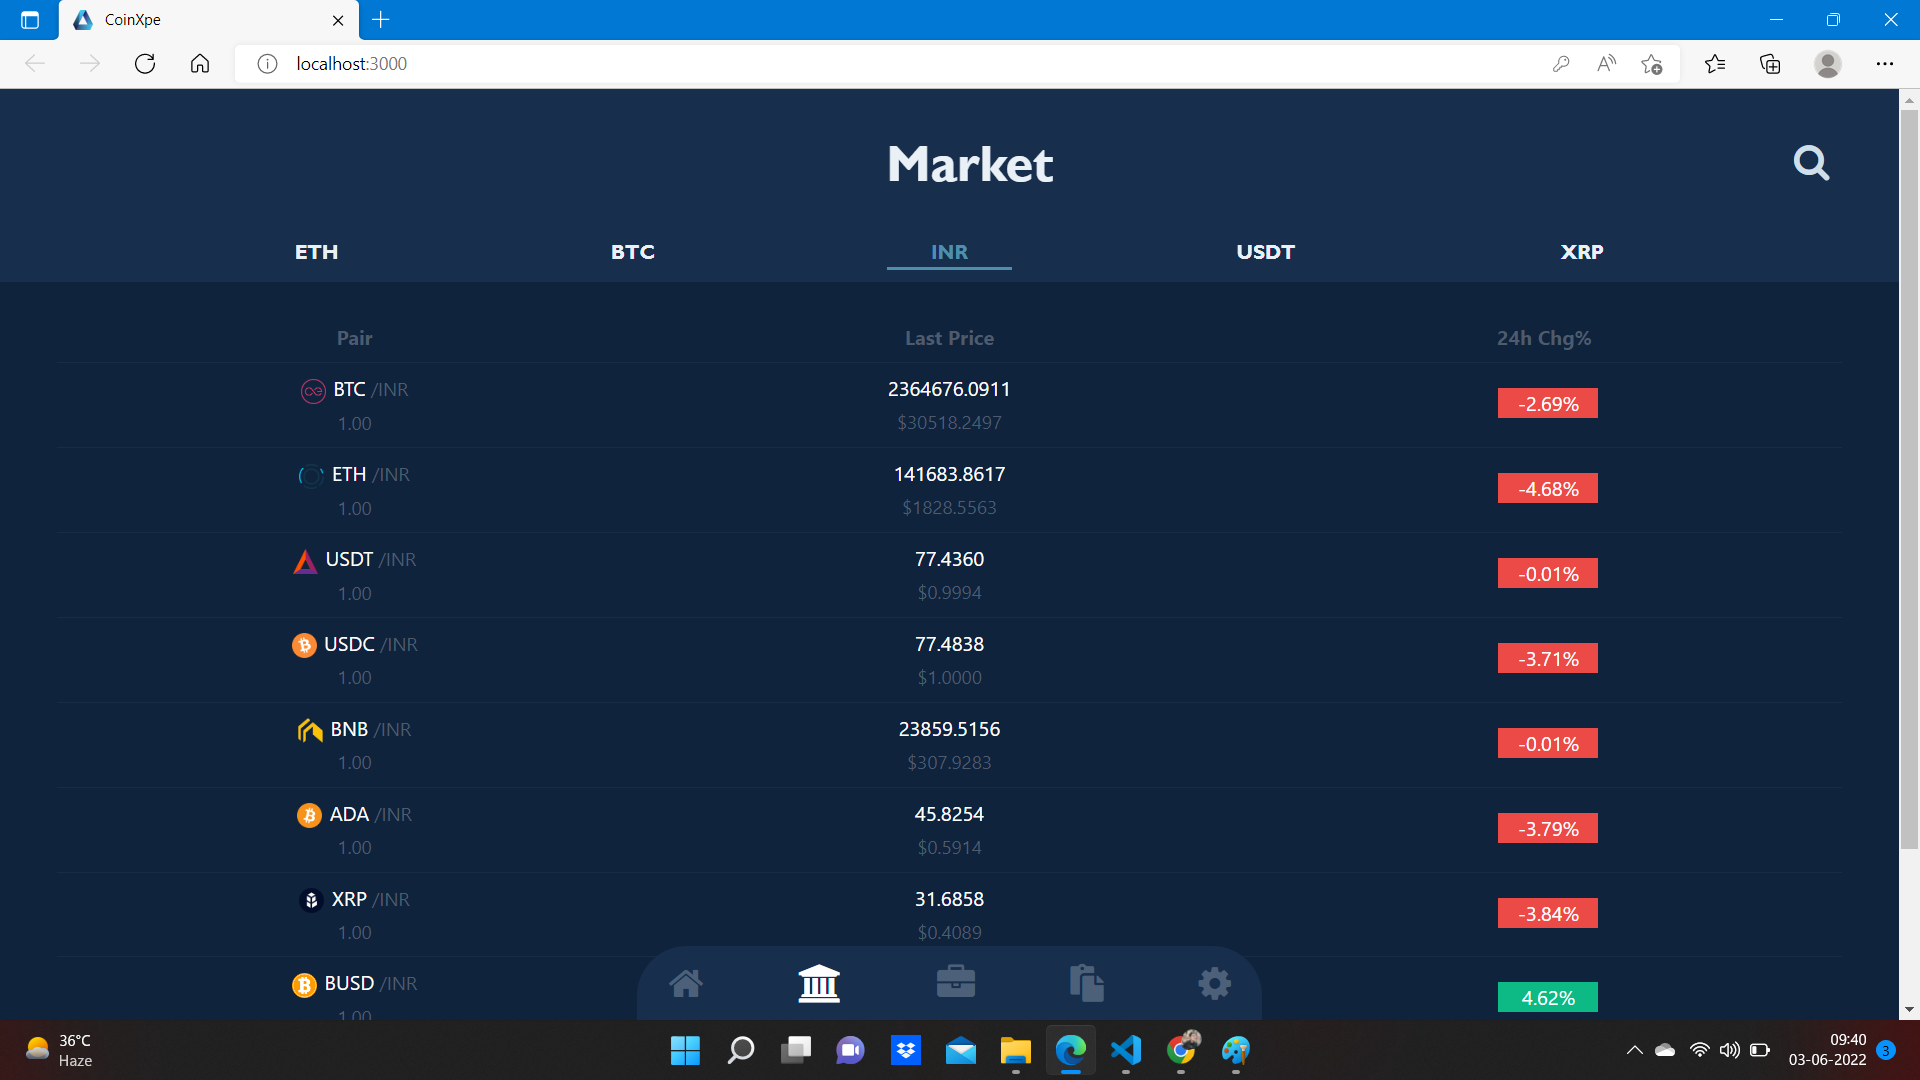 CoinXpe
localhost:3000
Market
ETH BTC INR USDT XRP
Pair Last Price 24h Chg%
BTC /INR 2364676.0911 -2.69%
1.00 $30518.2497
ETH /INR 141683.8617 -4.68%
1.00 $1828.5563
USDT /INR 77.4360 -0.01%
1.00 $0.9994
USDC /INR 77.4838 -3.71%
1.00 $1.0000
BNB /INR 23859.5156 -0.01%
1.00 $307.9283
ADA /INR 45.8254 -3.79%
1.00 $0.5914
XRP /INR 31.6858 -3.84%
1.00 $0.4089
BUSD /INR 4.62%
1.00
36°C
Haze
09:40
03-06-2022
3